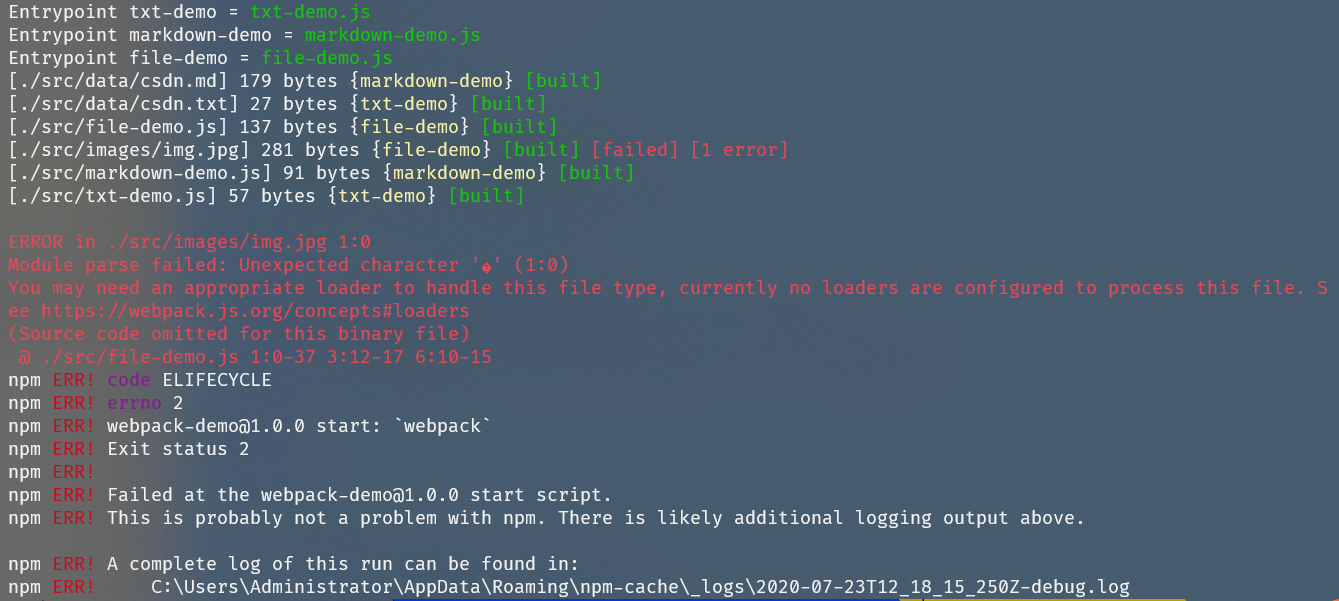 Entrypoint txt-demo = txt-demo.js
Entrypoint markdown-demo = markdown-demo.js
Entrypoint file-demo = file-demo.js
[./src/data/csdn.md] 179 bytes {markdown-demo} [built]
[./src/data/csdn.txt] 27 bytes {txt-demo} [built]
[./src/file-demo.js] 137 bytes {file-demo} [built]
[./src/images/img.jpg] 281 bytes {file-demo} [built] [failed] [1 error]
[./src/markdown-demo.js] 91 bytes {markdown-demo} [built]
[./src/txt-demo.js] 57 bytes {txt-demo} [built]
ERROR in ./src/images/img.jpg 1:0
Module parse failed: Unexpected character '�' (1:0)
You may need an appropriate loader to handle this file type, currently no loaders are configured to process this file. S
ee https://webpack.js.org/concepts#loaders
(Source code omitted for this binary file)
@ ./src/file-demo.js 1:0-37 3:12-17 6:10-15
npm ERR! code ELIFECYCLE
npm ERR! errno 2
npm ERR! webpack-demo@1.0.0 start: `webpack`
npm ERR! Exit status 2
npm ERR!
npm ERR! Failed at the webpack-demo@1.0.0 start script.
npm ERR! This is probably not a problem with npm. There is likely additional logging output above.
npm ERR! A complete log of this run can be found in:
npm ERR!     C:\Users\Administrator\AppData\Roaming\npm-cache\_logs\2020-07-23T12_18_15_250Z-debug.log